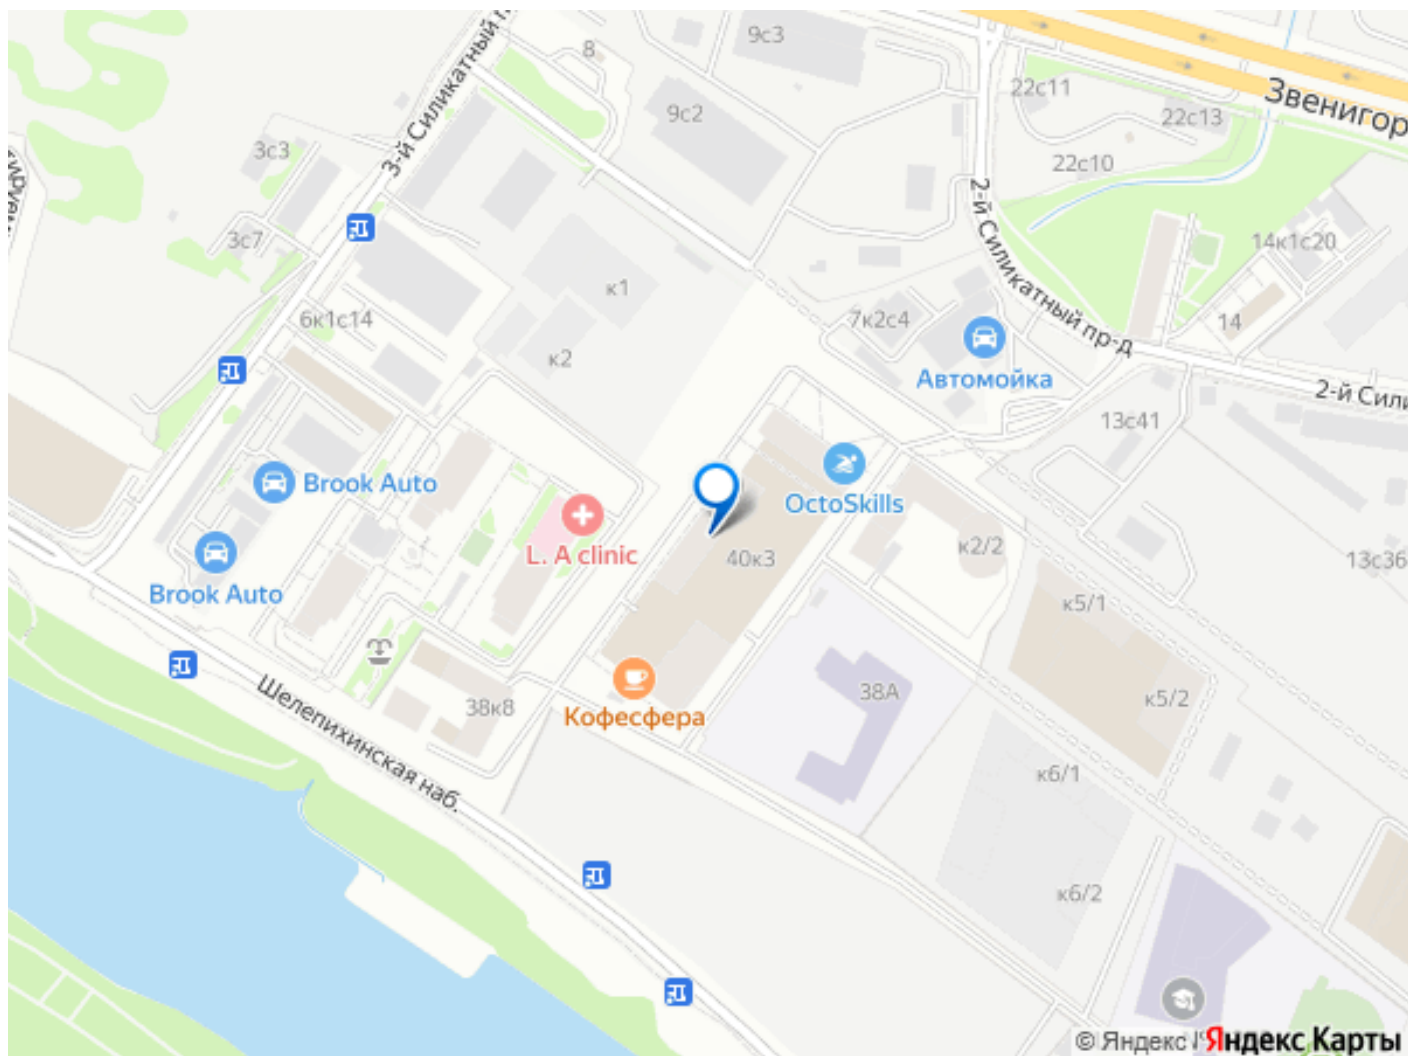 9с3
8
3-й Силикатный п
22с11
Звенигор
9с2
22с13
3с3
22с10
2-й Силикатный пр-д
3с7
14к1с20
к1
6к1с14
7к2с4
14
к2
Автомойка
2-й Сили
13с41
Brook Auto
OctoSkills
L. A clinic
40к3
к2/2
13с36
Brook Auto
к5/1
Шелепихинская наб.
38А
к5/2
38к8
Кофесфера
к6/1
к6/2
© Яндекс Яндекс Карты